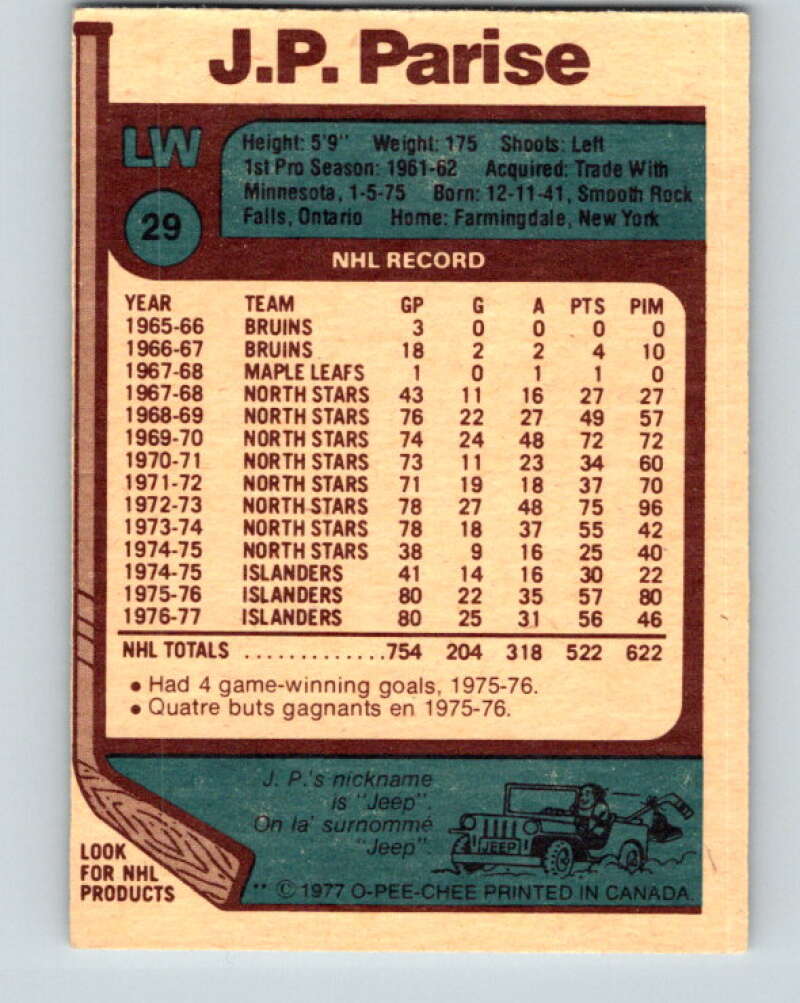 J.P. Parise
LW
29
Height: 5'9" Weight: 175 Shoots: Left
1st Pro Season: 1961-62 Acquired: Trade With
Minnesota, 1-5-75 Born: 12-11-41, Smooth Rock
Falls, Ontario Home: Farmingdale, New York
NHL RECORD
YEAR TEAM GP G A PTS PIM
1965-66 BRUINS 3 0 0 0 0
1966-67 BRUINS 18 2 2 4 10
1967-68 MAPLE LEAFS 1 0 1 1 0
1967-68 NORTH STARS 43 11 16 27 27
1968-69 NORTH STARS 76 22 27 49 57
1969-70 NORTH STARS 74 24 48 72 72
1970-71 NORTH STARS 73 11 23 34 60
1971-72 NORTH STARS 71 19 18 37 70
1972-73 NORTH STARS 78 27 48 75 96
1973-74 NORTH STARS 78 18 37 55 42
1974-75 NORTH STARS 38 9 16 25 40
1974-75 ISLANDERS 41 14 16 30 22
1975-76 ISLANDERS 80 22 35 57 80
1976-77 ISLANDERS 80 25 31 56 46
NHL TOTALS .............754 204 318 522 622
• Had 4 game-winning goals, 1975-76.
• Quatre buts gagnants en 1975-76.
J. P.'s nickname
is "Jeep".
On la' surnommé
"Jeep".
JEEP
LOOK
FOR NHL
PRODUCTS
** © 1977 O-PEE-CHEE PRINTED IN CANADA.